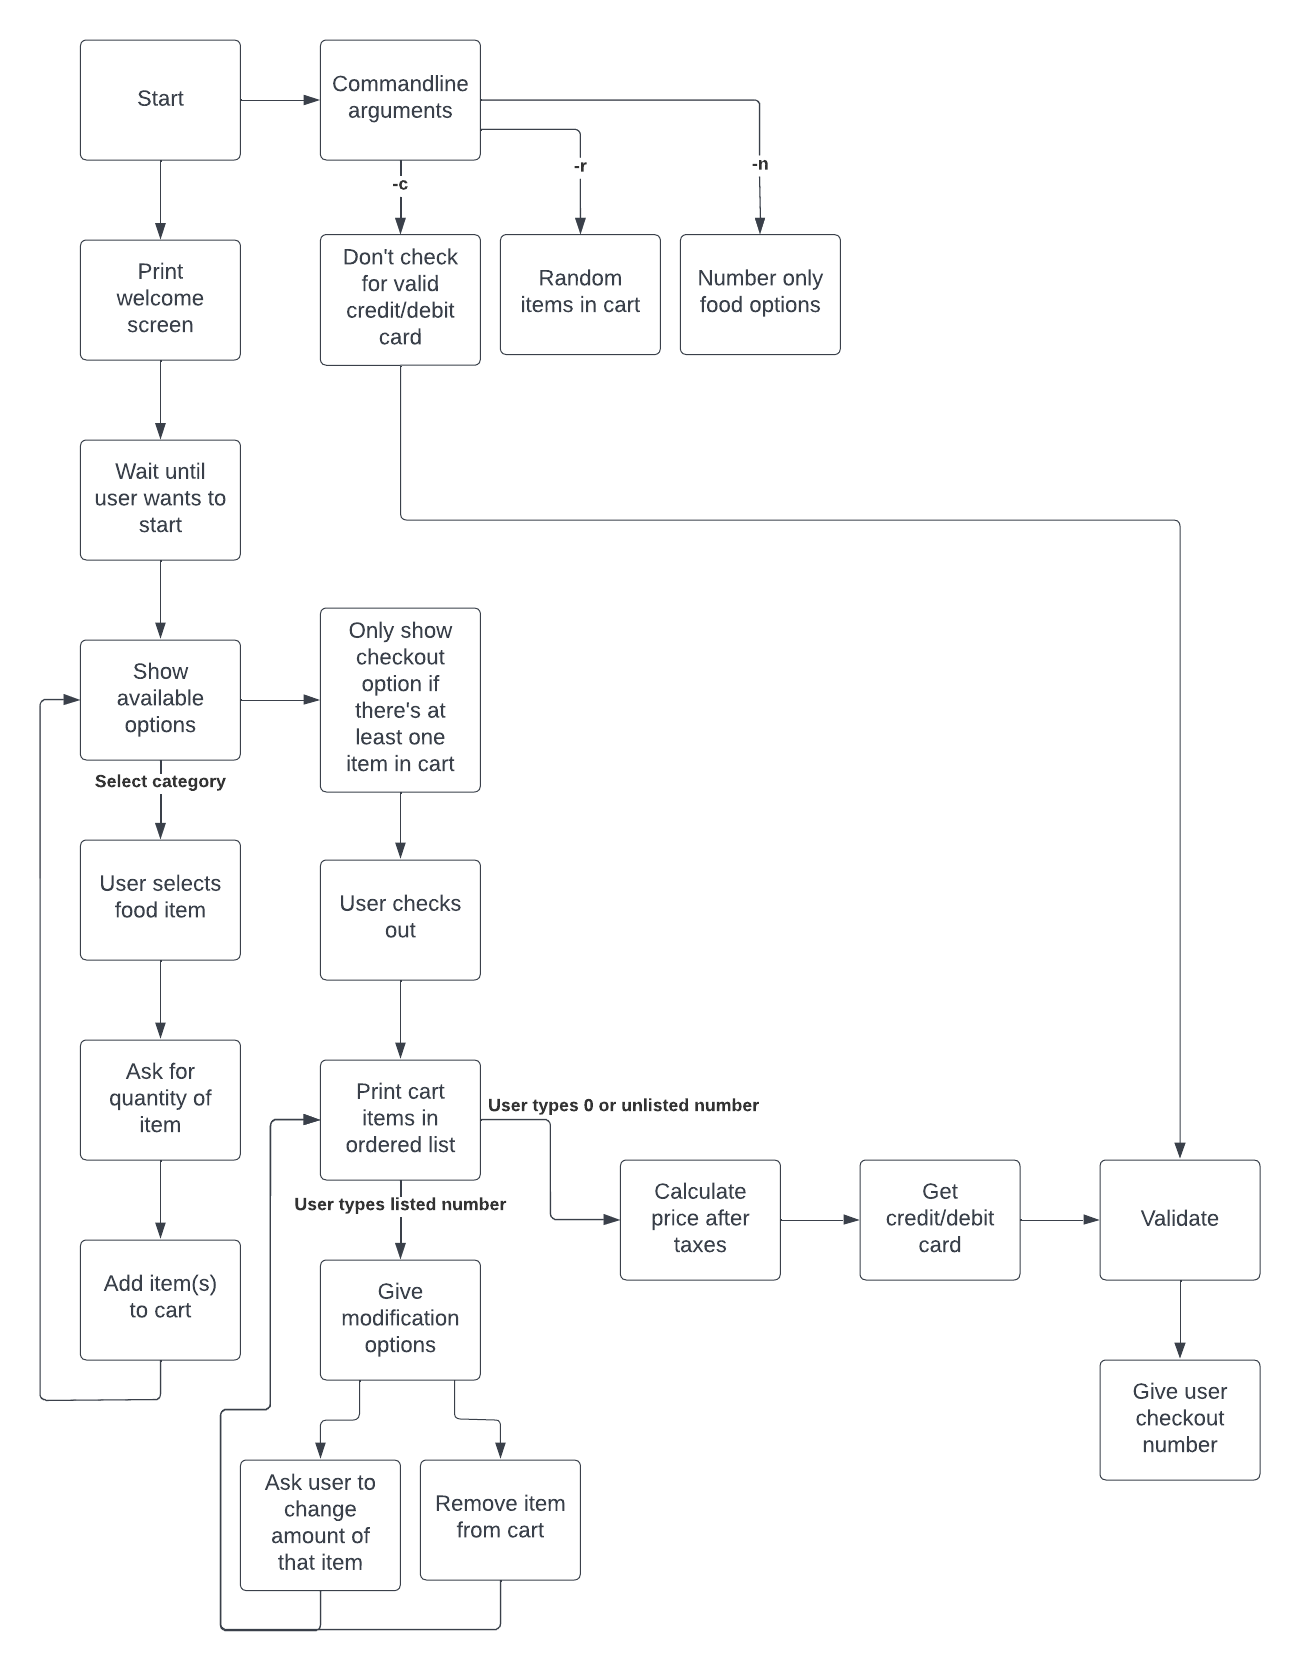 Start
Commandline
arguments
-c
-r
-n
Print
welcome
screen
Don't check
for valid
credit/debit
card
Random
items in cart
Number only
food options
Wait until
user wants to
start
Show
available
options
Only show
checkout
option if
there's at
least one
item in cart
Select category
User selects
food item
User checks
out
Ask for
quantity of
item
Print cart
items in
ordered list
User types 0 or unlisted number
User types listed number
Calculate
price after
taxes
Get
credit/debit
card
Validate
Add item(s)
to cart
Give
modification
options
Give user
checkout
number
Ask user to
change
amount of
that item
Remove item
from cart